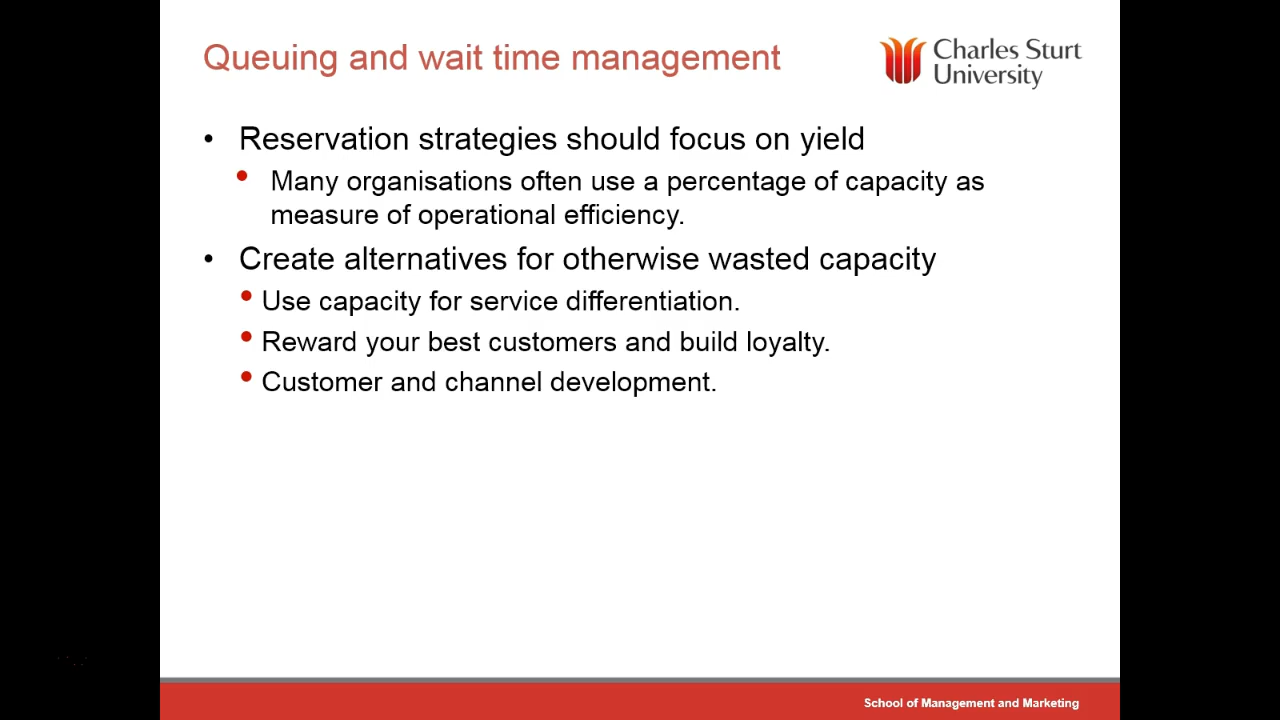 Queuing and wait time management
Charles Sturt
University
• Reservation strategies should focus on yield
• Many organisations often use a percentage of capacity as
measure of operational efficiency.
• Create alternatives for otherwise wasted capacity
• Use capacity for service differentiation.
• Reward your best customers and build loyalty.
• Customer and channel development.
School of Management and Marketing